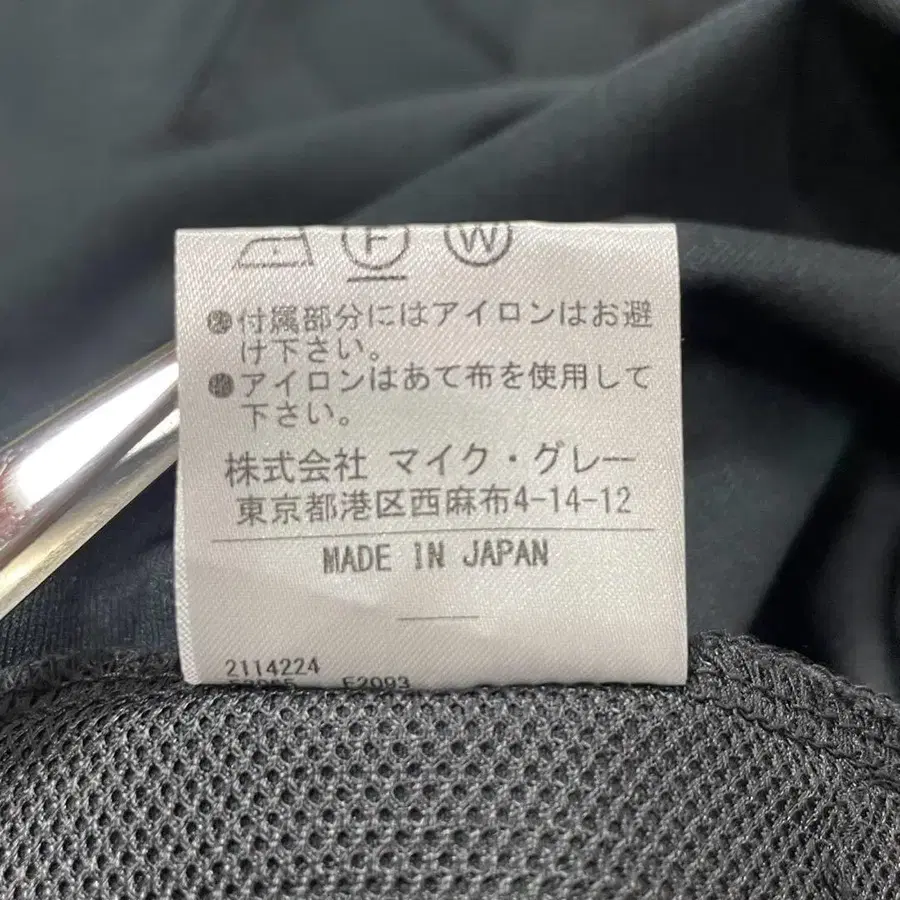 F W
付属部分にはアイロンはお避
け下さい。
アイロンはあて布を使用して
下さい。
株式会社 マイク・グレー
東京都港区西麻布4-14-12
MADE IN JAPAN
2114224
E2093